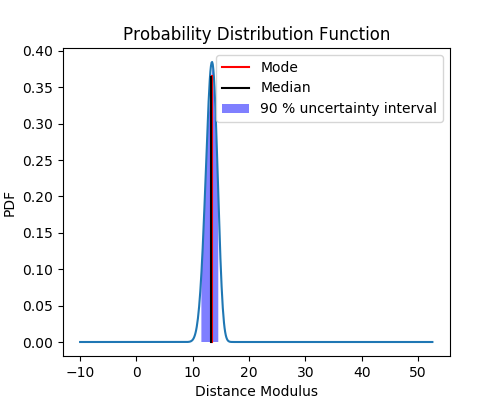 Probability Distribution Function
0.40
0.35
0.30
0.25
0.20
0.15
0.10
0.05
0.00
PDF
Mode
Median
90 % uncertainty interval
−10 0 10 20 30 40 50
Distance Modulus